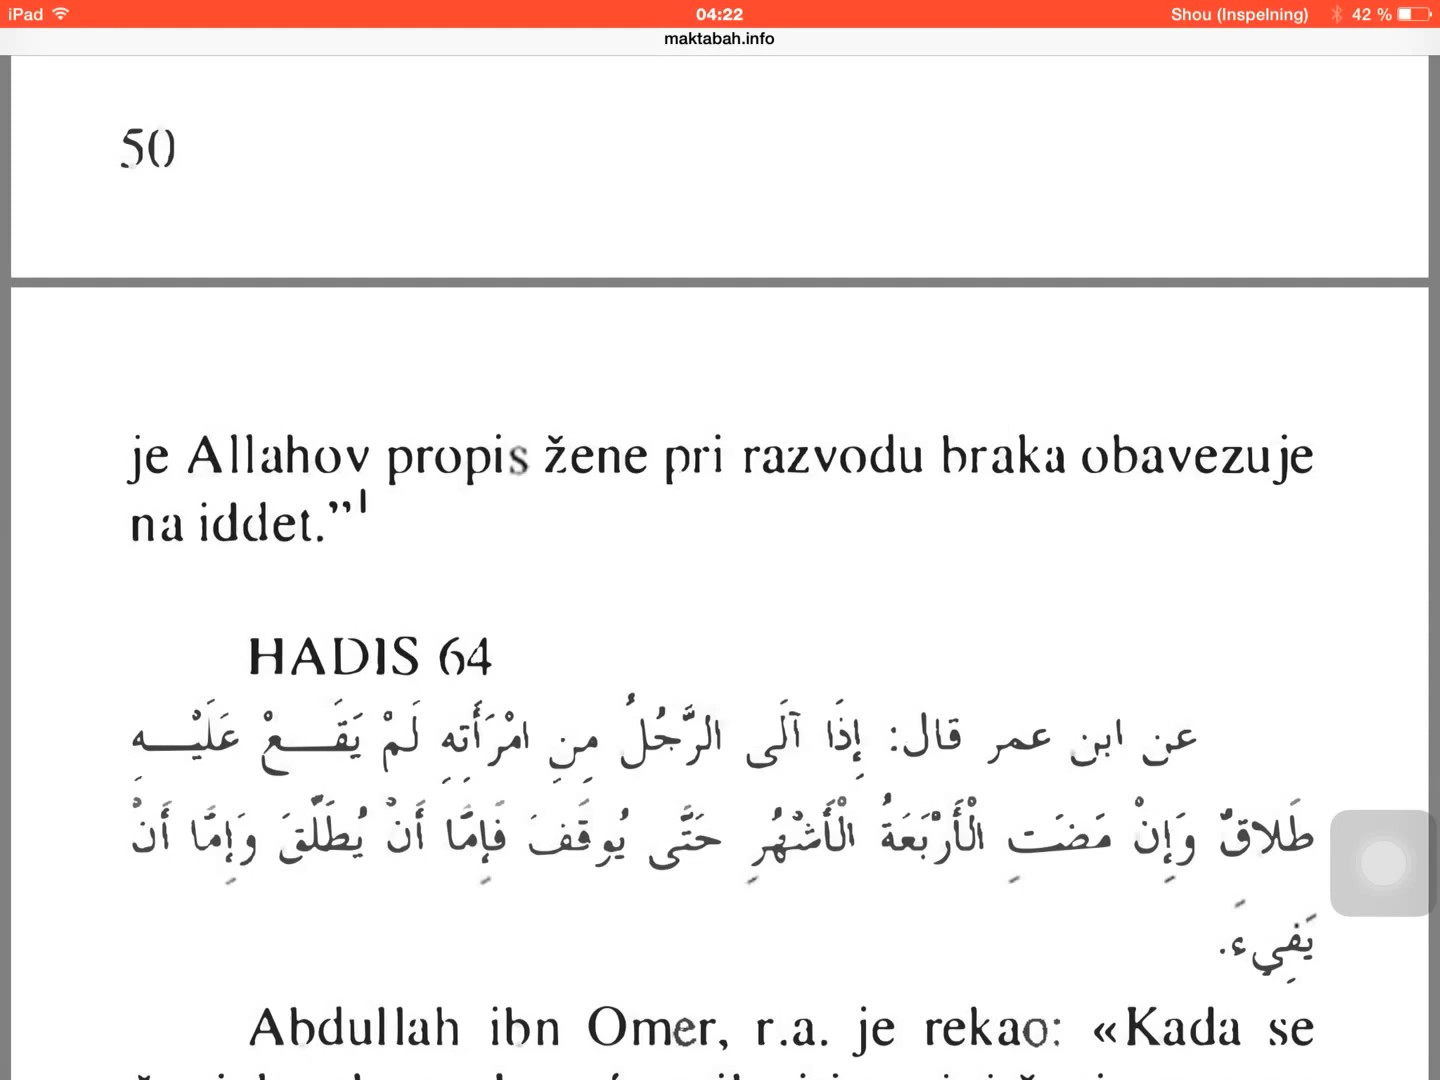 iPad 04:22 Shou (Inspelning) 42 %
maktabah.info
50
je Allahov propis žene pri razvodu braka obavezuje
na iddet.”¹
HADIS 64
عن ابن عمر قال: إِذَا آلَى الرَّجُلُ مِنِ امْرَأَتِهِ لَمْ يَقَـــعْ عَلَيْـــهِ
طَلاقٌ وَإِنْ مَضَتِ الْأَرْبَعَةُ الْأَشْهُرِ حَتَّى يُوقَفَ فَإِمَّا أَنْ يُطَلِّقَ وَإِمَّا أَنْ
يَفِيءَ.
Abdullah ibn Omer, r.a. je rekao: «Kada se